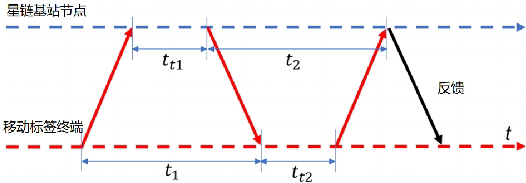 星链基站节点
t_{t1}
t_2
反馈
移动标签终端
t
t_1
t_{t2}